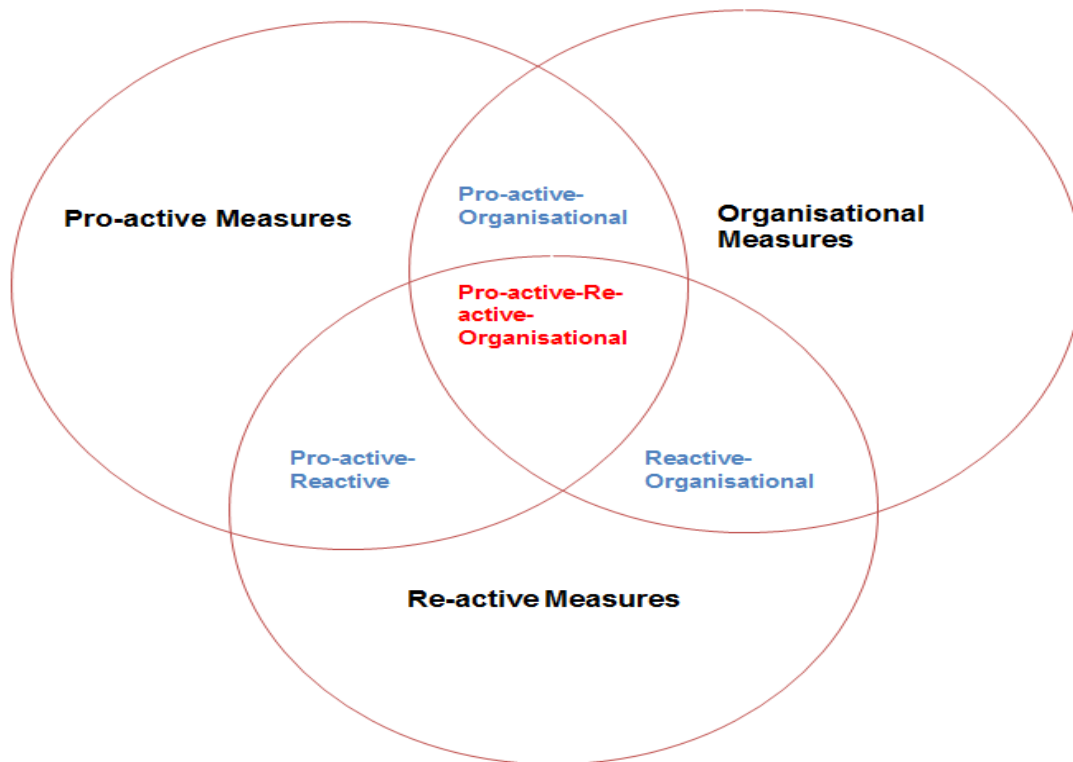 Pro-active-
Organisational
Pro-active Measures
Organisational
Measures
Pro-active-Re-
active-
Organisational
Pro-active-
Reactive
Reactive-
Organisational
Re-active Measures